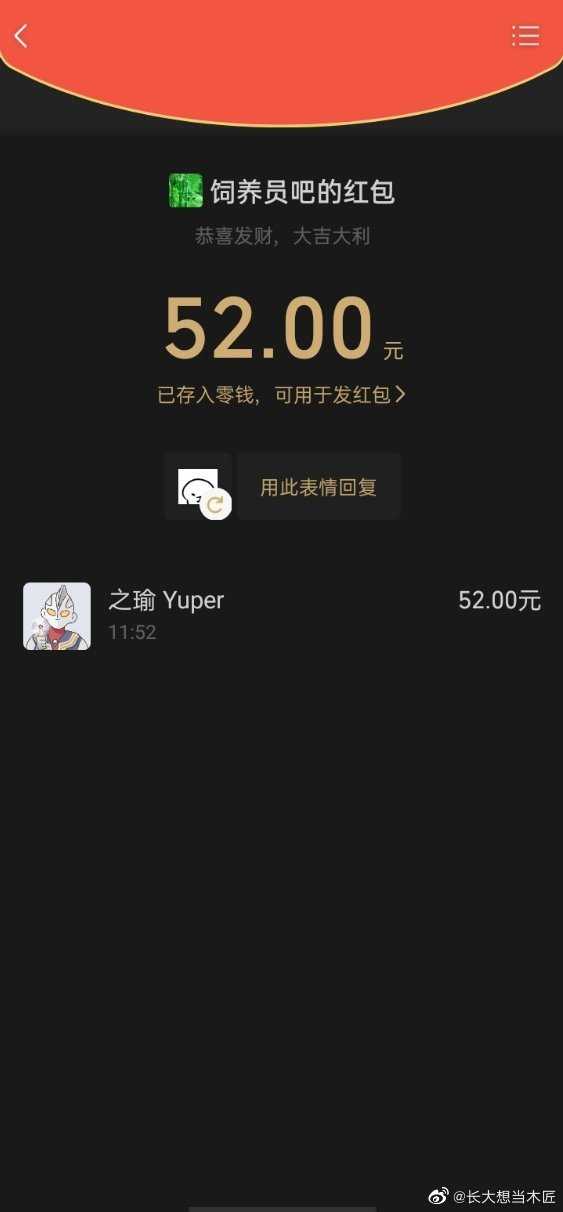 饲养员吧的红包
恭喜发财，大吉大利
52.00 元
已存入零钱，可用于发红包
用此表情回复
之瑜 Yuper 52.00元
11:52
@长大想当木匠